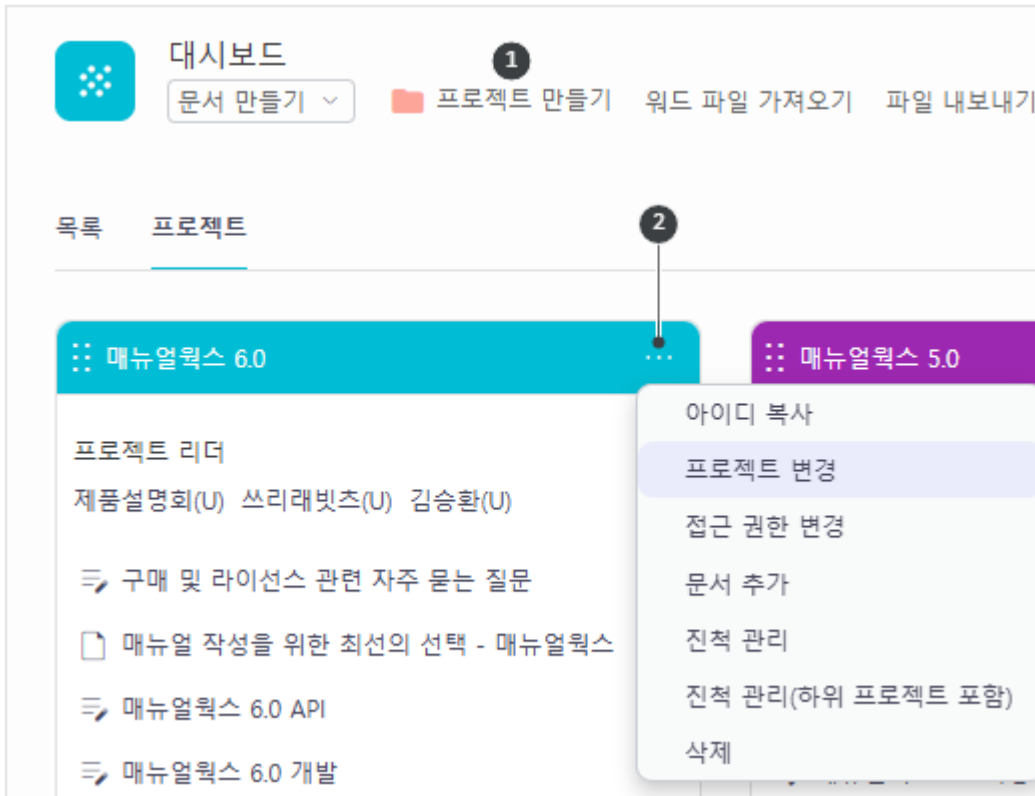 대시보드
1
문서 만들기 프로젝트 만들기 워드 파일 가져오기 파일 내보내기
목록 프로젝트
2
매뉴얼웍스 6.0 ... 매뉴얼웍스 5.0
아이디 복사
프로젝트 리더
프로젝트 변경
제품설명회(U) 쓰리래빗츠(U) 김승환(U)
접근 권한 변경
구매 및 라이선스 관련 자주 묻는 질문
문서 추가
매뉴얼 작성을 위한 최선의 선택 - 매뉴얼웍스
진척 관리
매뉴얼웍스 6.0 API
진척 관리(하위 프로젝트 포함)
매뉴얼웍스 6.0 개발
삭제